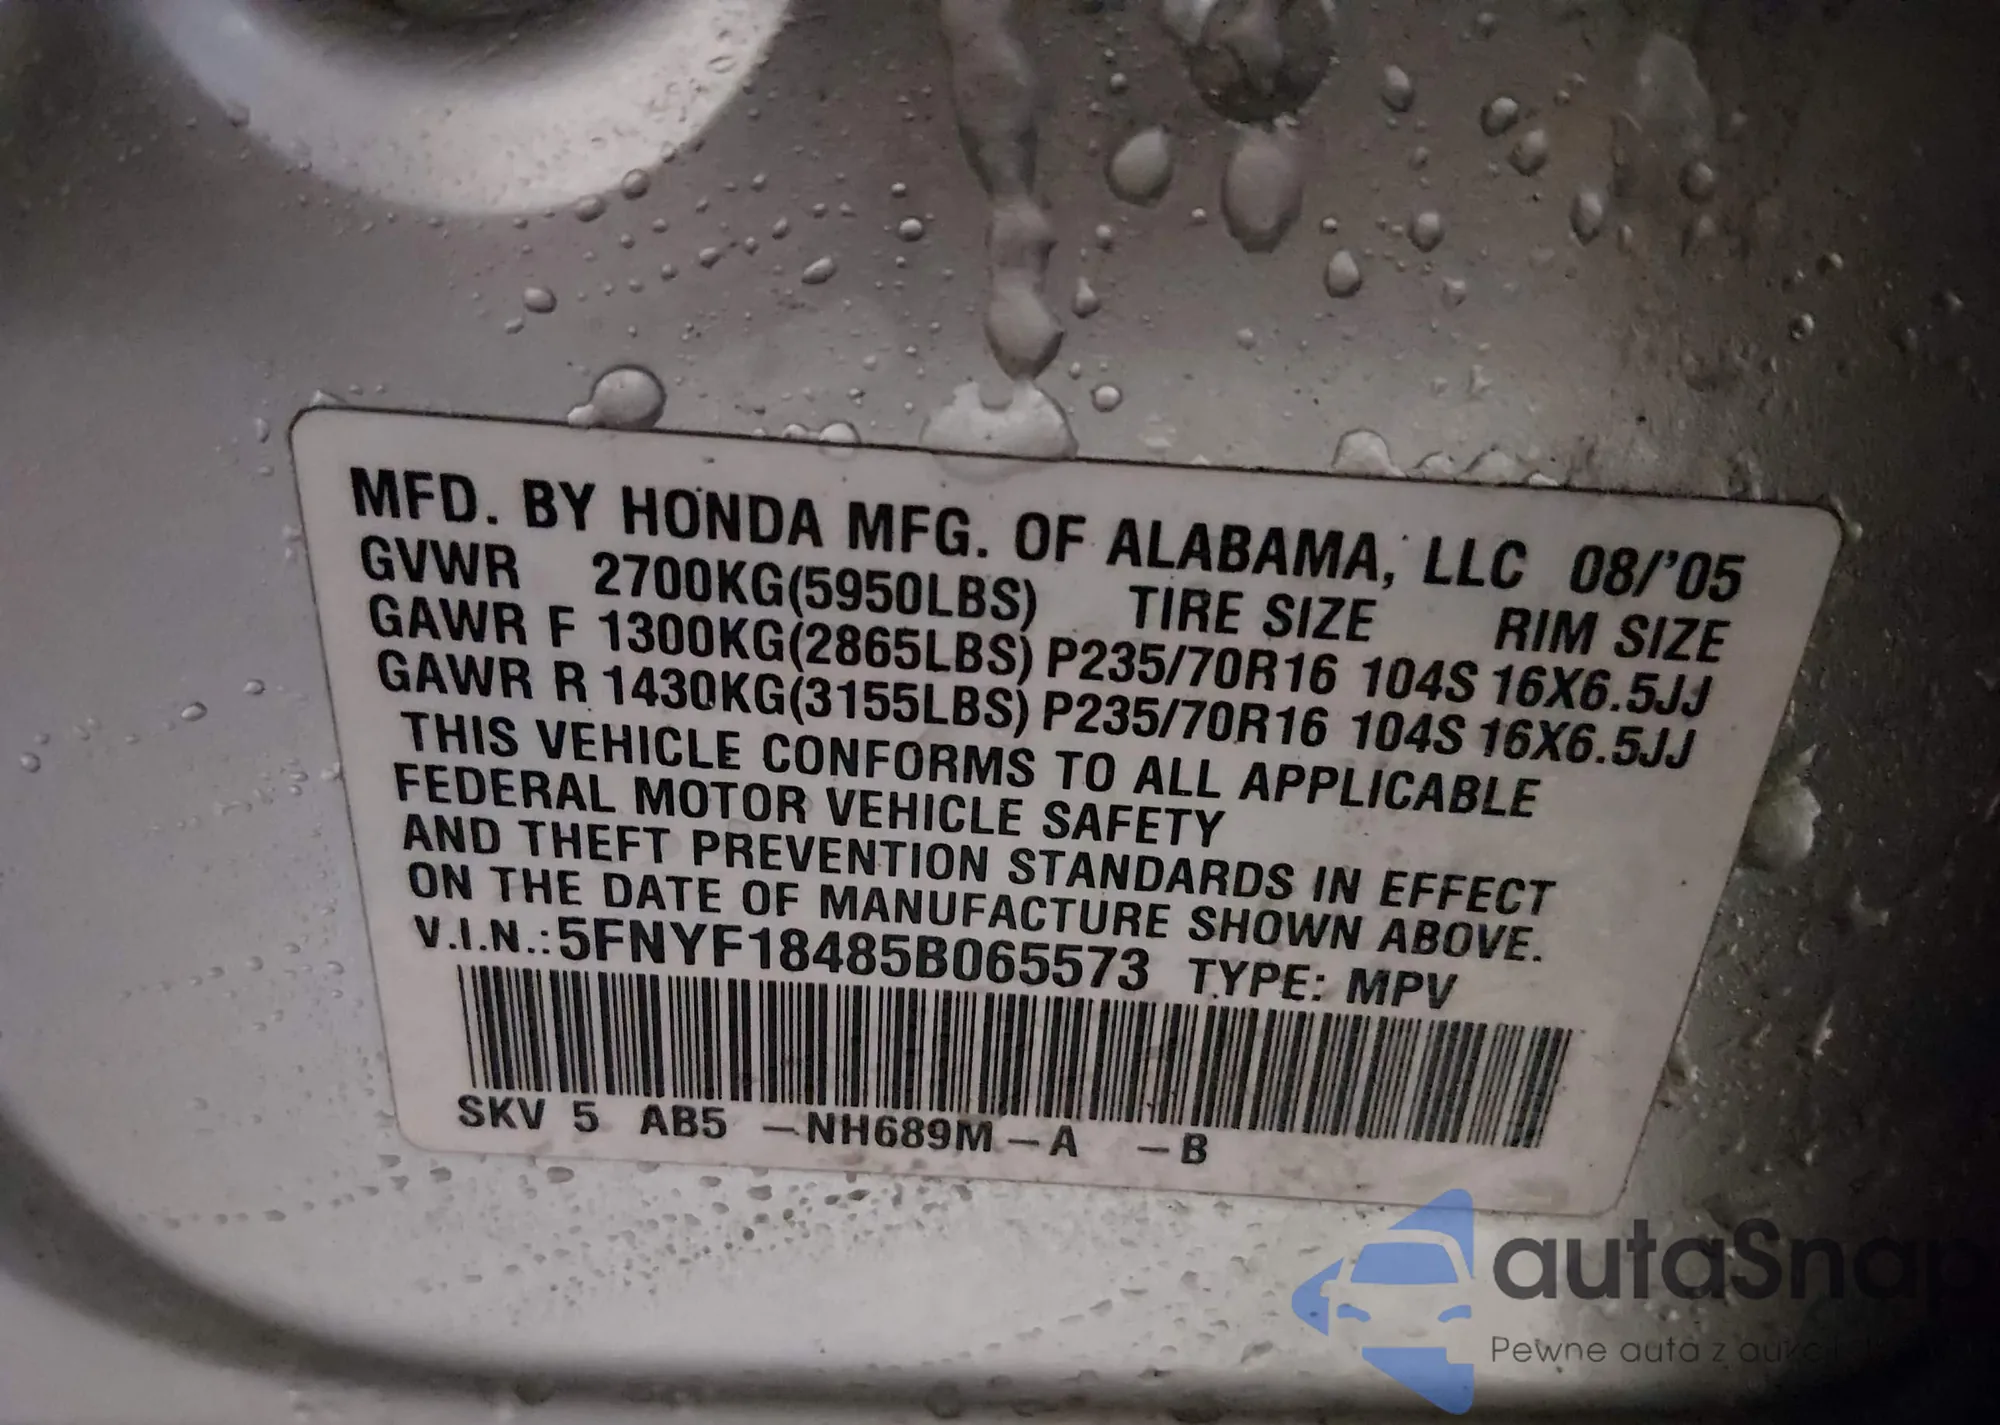 MFD. BY HONDA MFG. OF ALABAMA, LLC 08/'05
GVWR 2700KG(5950LBS) TIRE SIZE RIM SIZE
GAWR F 1300KG(2865LBS) P235/70R16 104S 16X6.5JJ
GAWR R 1430KG(3155LBS) P235/70R16 104S 16X6.5JJ
THIS VEHICLE CONFORMS TO ALL APPLICABLE
FEDERAL MOTOR VEHICLE SAFETY
AND THEFT PREVENTION STANDARDS IN EFFECT
ON THE DATE OF MANUFACTURE SHOWN ABOVE.
V.I.N.:5FNYF18485B065573 TYPE: MPV
SKV 5 AB5 -NH689M-A -B
autaSnap
Pewne auta z